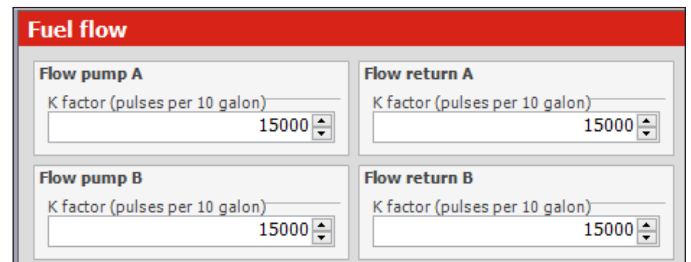 Fuel flow
Flow pump A
K factor (pulses per 10 galon)
15000
Flow return A
K factor (pulses per 10 galon)
15000
Flow pump B
K factor (pulses per 10 galon)
15000
Flow return B
K factor (pulses per 10 galon)
15000